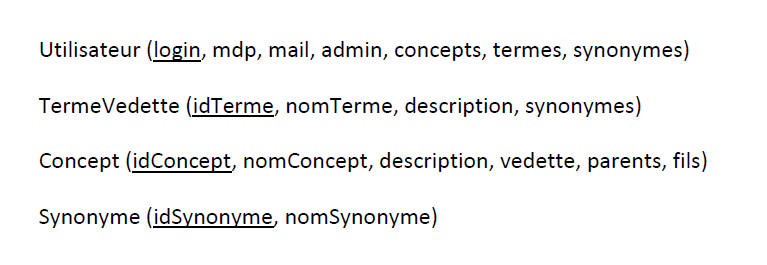 Utilisateur (login, mdp, mail, admin, concepts, termes, synonymes)
TermeVedette (idTerme, nomTerme, description, synonymes)
Concept (idConcept, nomConcept, description, vedette, parents, fils)
Synonyme (idSynonyme, nomSynonyme)